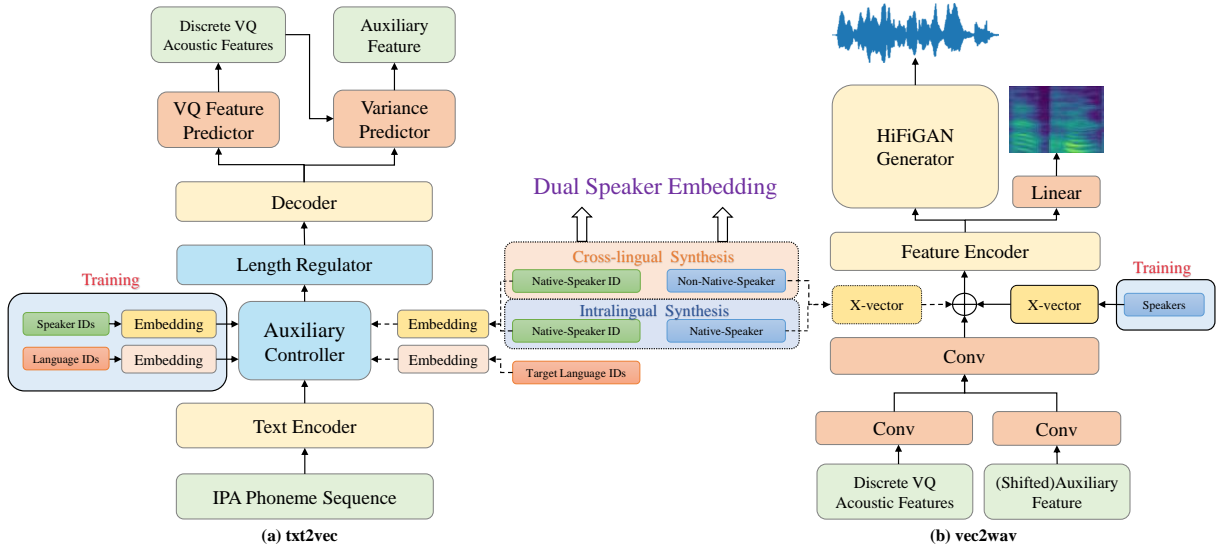 Discrete VQ
Acoustic Features
Auxiliary
Feature
VQ Feature
Predictor
Variance
Predictor
Decoder
Length Regulator
Training
Speaker IDs
Embedding
Language IDs
Embedding
Auxiliary
Controller
Embedding
Embedding
Text Encoder
IPA Phoneme Sequence
(a) txt2vec
Dual Speaker Embedding
Cross-lingual Synthesis
Native-Speaker ID
Non-Native-Speaker
Intralingual Synthesis
Native-Speaker ID
Native-Speaker
Target Language IDs
HiFiGAN
Generator
Linear
Feature Encoder
X-vector
X-vector
Training
Speakers
Conv
Conv
Conv
Discrete VQ
Acoustic Features
(Shifted)Auxiliary
Feature
(b) vec2wav